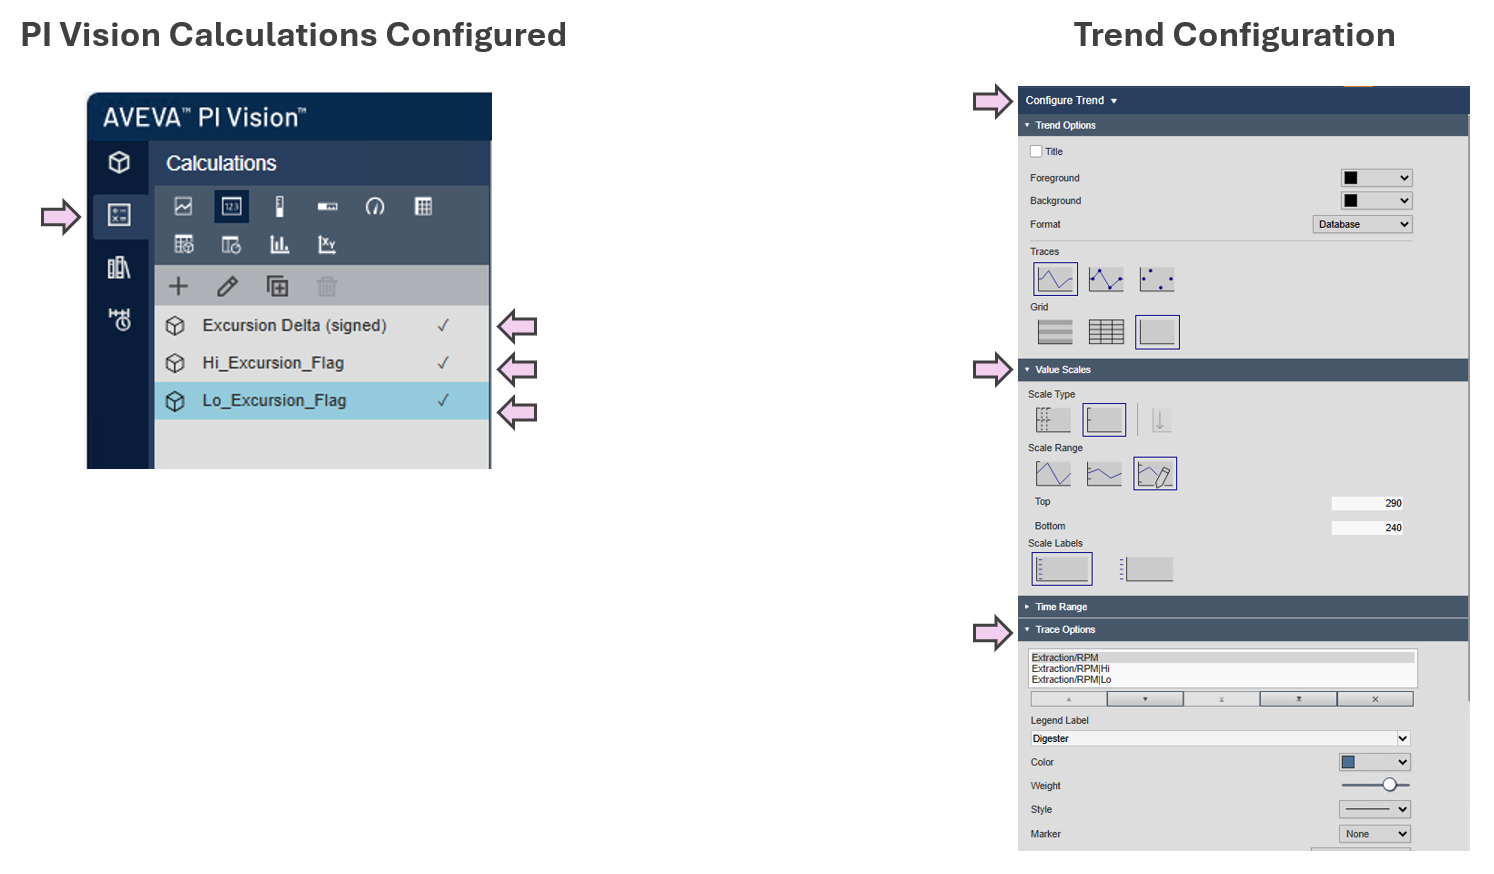 PI Vision Calculations Configured
Trend Configuration
AVEVA™ PI Vision™
Calculations
123
XY
Excursion Delta (signed)
Hi_Excursion_Flag
Lo_Excursion_Flag
Configure Trend
Trend Options
Title
Foreground
Background
Format
Database
Traces
Grid
Value Scales
Scale Type
Scale Range
Top
290
Bottom
240
Scale Labels
Time Range
Trace Options
Extraction/RPM
Extraction/RPM|Hi
Extraction/RPM|Lo
Legend Label
Digester
Color
Weight
Style
Marker
None